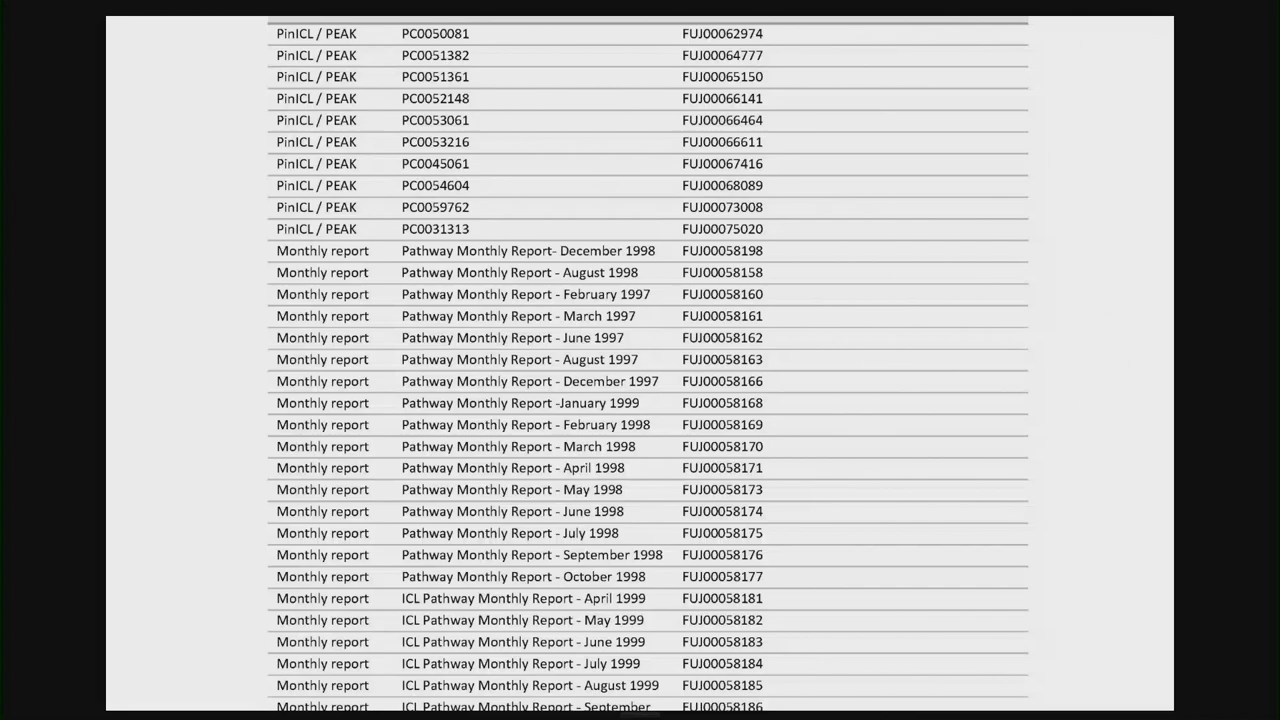 PinICL / PEAK PC0050081 FUJ00062974
PinICL / PEAK PC0051382 FUJ00064777
PinICL / PEAK PC0051361 FUJ00065150
PinICL / PEAK PC0052148 FUJ00066141
PinICL / PEAK PC0053061 FUJ00066464
PinICL / PEAK PC0053216 FUJ00066611
PinICL / PEAK PC0045061 FUJ00067416
PinICL / PEAK PC0054604 FUJ00068089
PinICL / PEAK PC0059762 FUJ00073008
PinICL / PEAK PC0031313 FUJ00075020
Monthly report Pathway Monthly Report- December 1998 FUJ00058198
Monthly report Pathway Monthly Report - August 1998 FUJ00058158
Monthly report Pathway Monthly Report - February 1997 FUJ00058160
Monthly report Pathway Monthly Report - March 1997 FUJ00058161
Monthly report Pathway Monthly Report - June 1997 FUJ00058162
Monthly report Pathway Monthly Report - August 1997 FUJ00058163
Monthly report Pathway Monthly Report - December 1997 FUJ00058166
Monthly report Pathway Monthly Report -January 1999 FUJ00058168
Monthly report Pathway Monthly Report - February 1998 FUJ00058169
Monthly report Pathway Monthly Report - March 1998 FUJ00058170
Monthly report Pathway Monthly Report - April 1998 FUJ00058171
Monthly report Pathway Monthly Report - May 1998 FUJ00058173
Monthly report Pathway Monthly Report - June 1998 FUJ00058174
Monthly report Pathway Monthly Report - July 1998 FUJ00058175
Monthly report Pathway Monthly Report - September 1998 FUJ00058176
Monthly report Pathway Monthly Report - October 1998 FUJ00058177
Monthly report ICL Pathway Monthly Report - April 1999 FUJ00058181
Monthly report ICL Pathway Monthly Report - May 1999 FUJ00058182
Monthly report ICL Pathway Monthly Report - June 1999 FUJ00058183
Monthly report ICL Pathway Monthly Report - July 1999 FUJ00058184
Monthly report ICL Pathway Monthly Report - August 1999 FUJ00058185
Monthly report ICL Pathway Monthly Report - September FUJ00058186